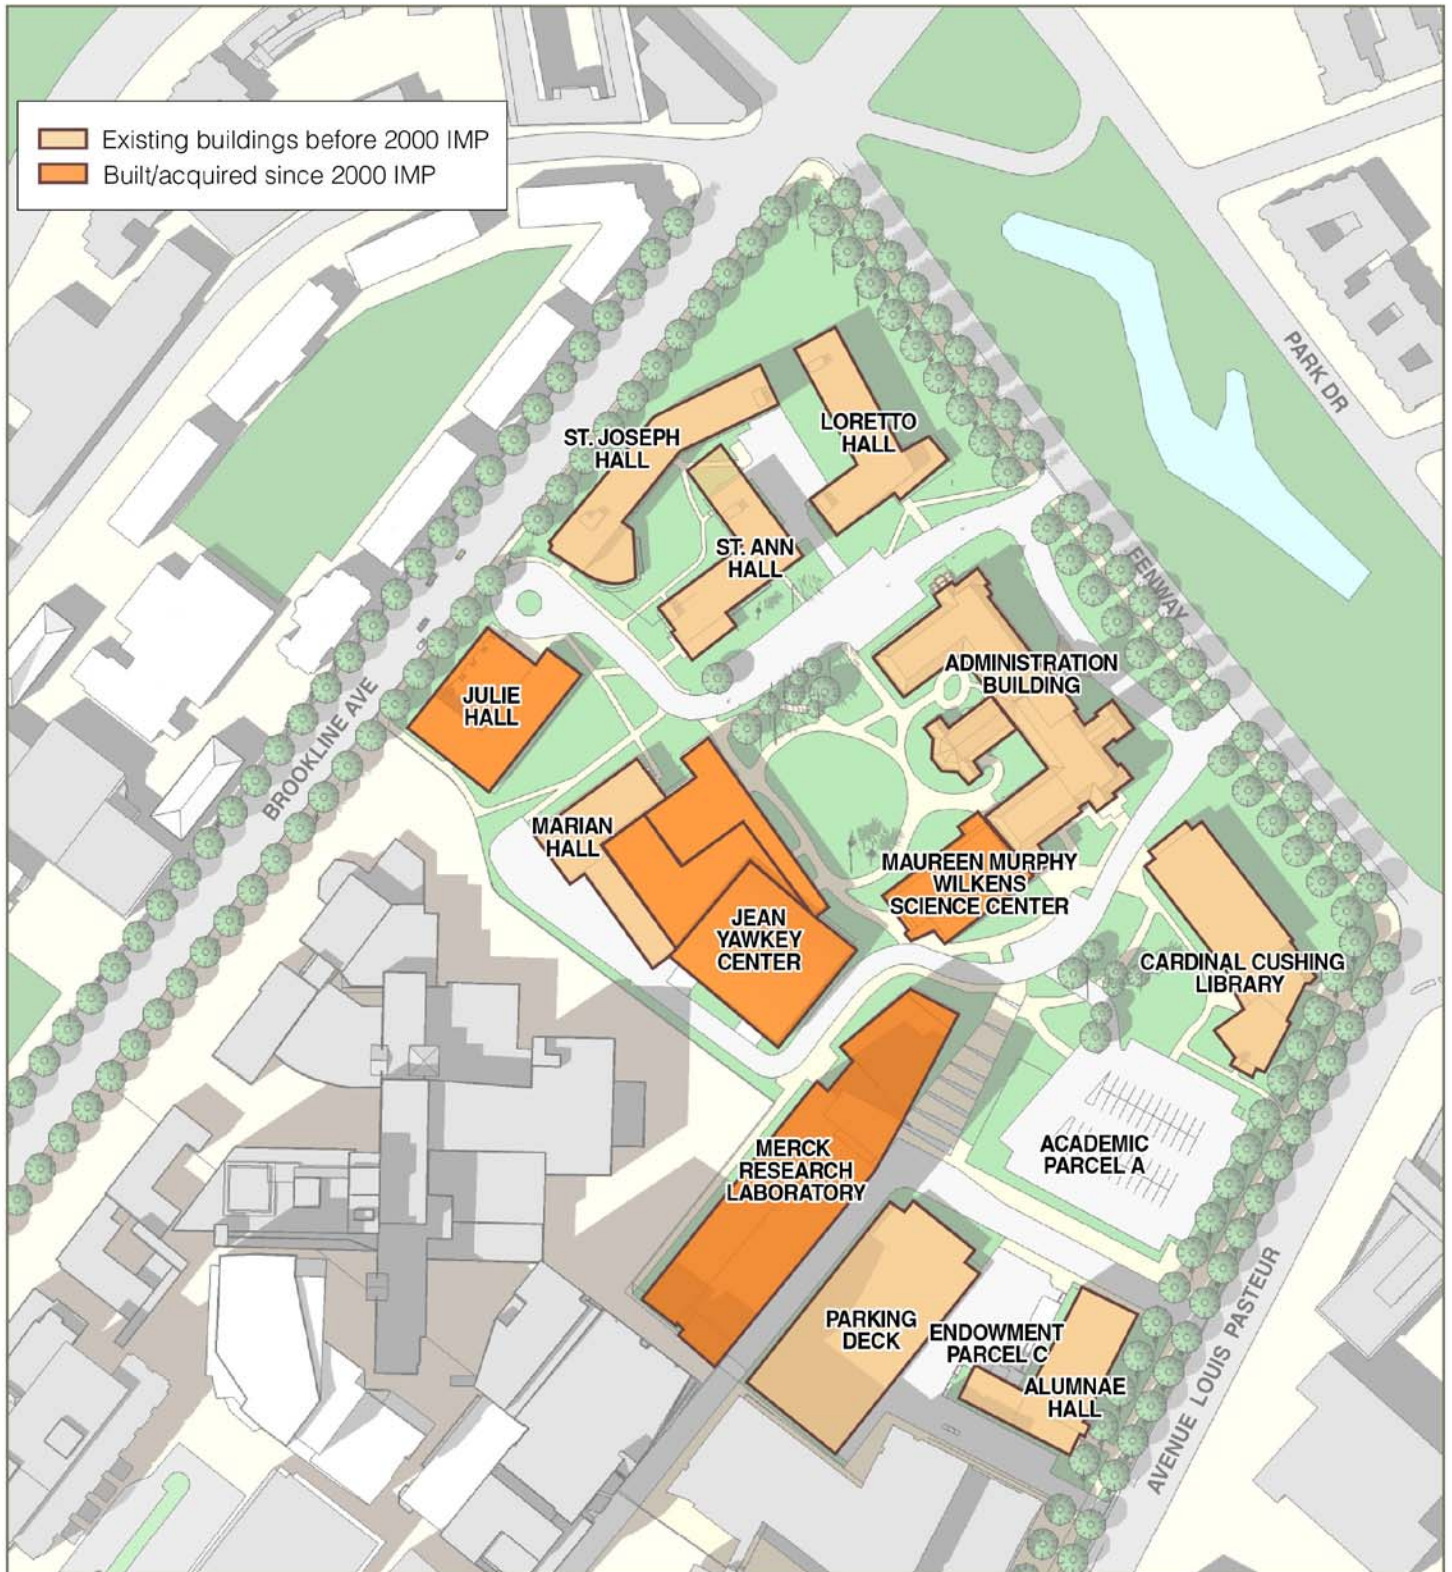 Existing buildings before 2000 IMP
Built/acquired since 2000 IMP
PARK DR
LORETTO
HALL
ST. JOSEPH
HALL
ST. ANN
HALL
FENWAY
ADMINISTRATION
BUILDING
JULIE
HALL
BROOKLINE AVE
MARIAN
HALL
MAUREEN MURPHY
WILKENS
SCIENCE CENTER
JEAN
YAWKEY
CENTER
CARDINAL CUSHING
LIBRARY
ACADEMIC
PARCEL A
MERCK
RESEARCH
LABORATORY
PARKING
DECK
ENDOWMENT
PARCEL C
ALUMNAE
HALL
AVENUE LOUIS PASTEUR